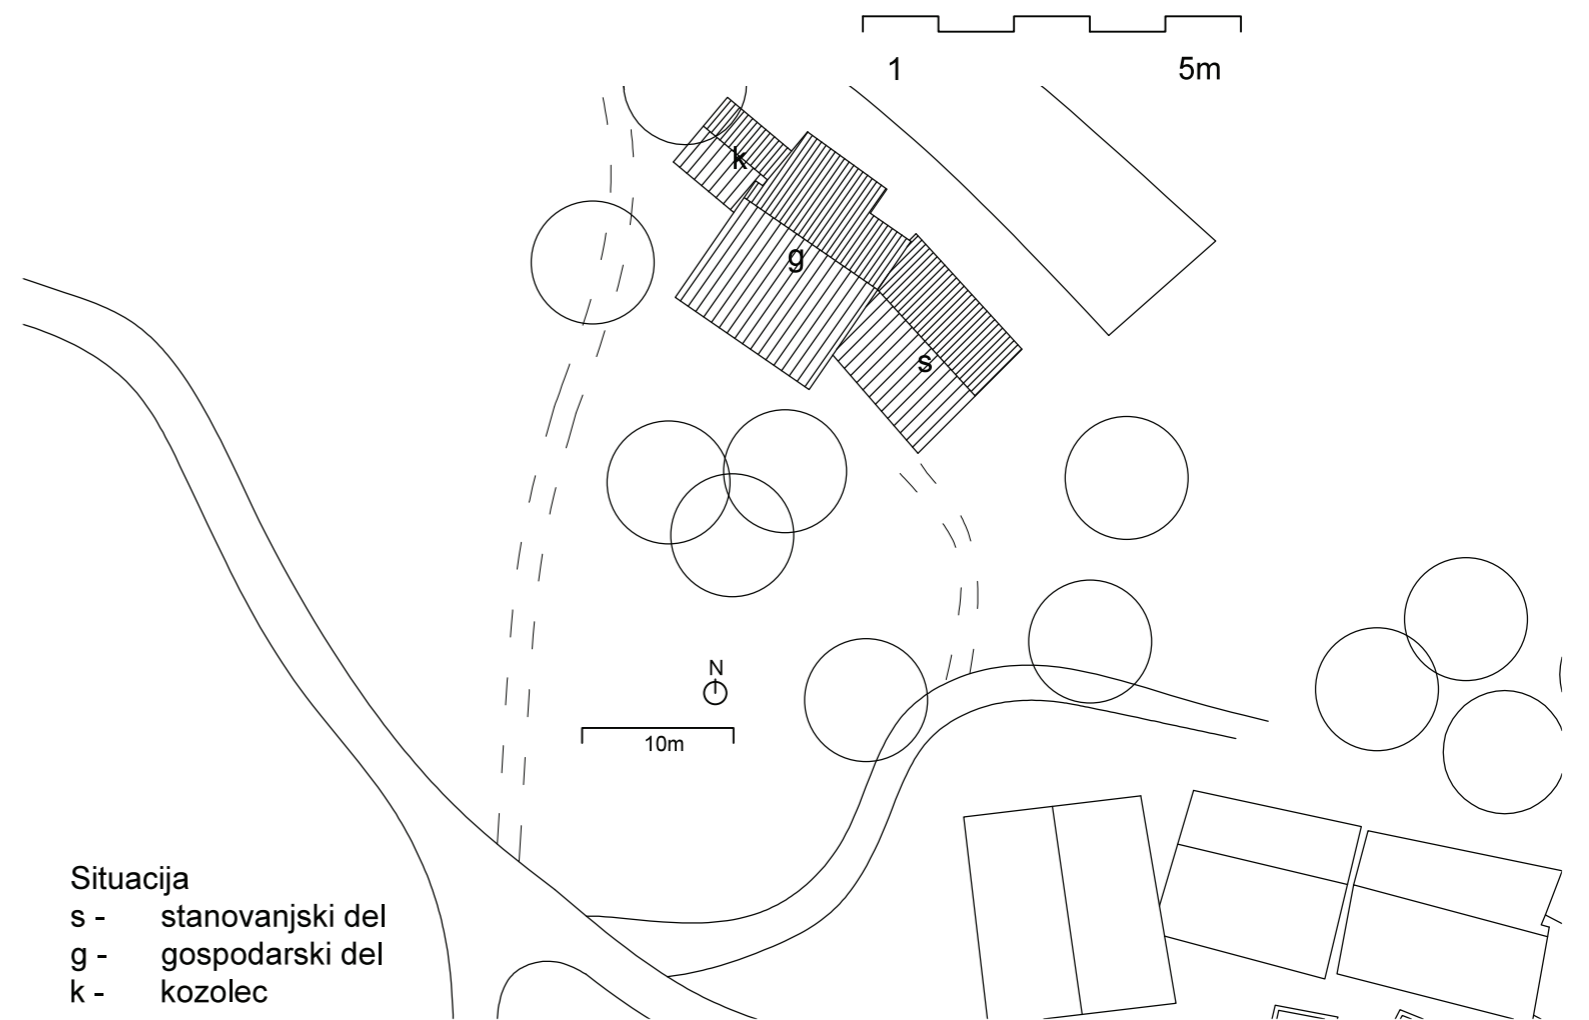 1 5m
k
g
s
N
10m
Situacija
s - stanovanjski del
g - gospodarski del
k - kozolec